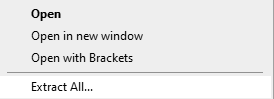 Open
Open in new window
Open with Brackets
Extract All...